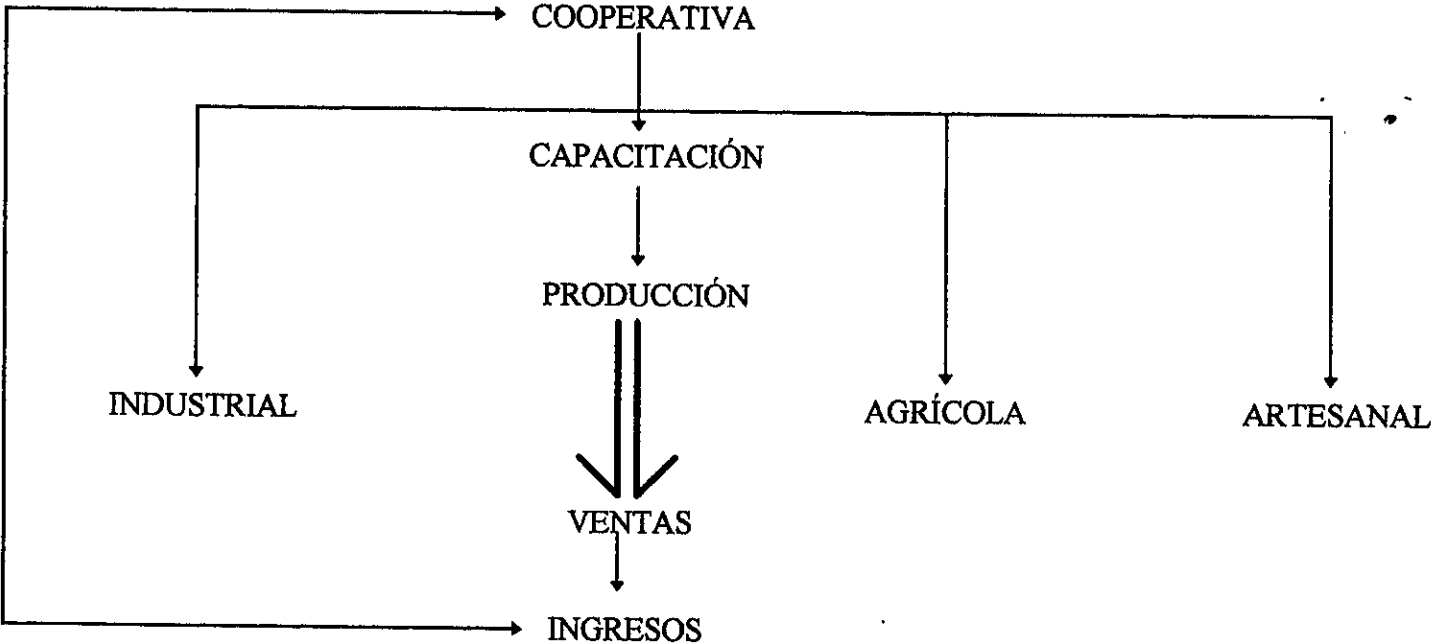 COOPERATIVA
CAPACITACIÓN
PRODUCCIÓN
INDUSTRIAL
AGRÍCOLA
ARTESANAL
VENTAS
INGRESOS